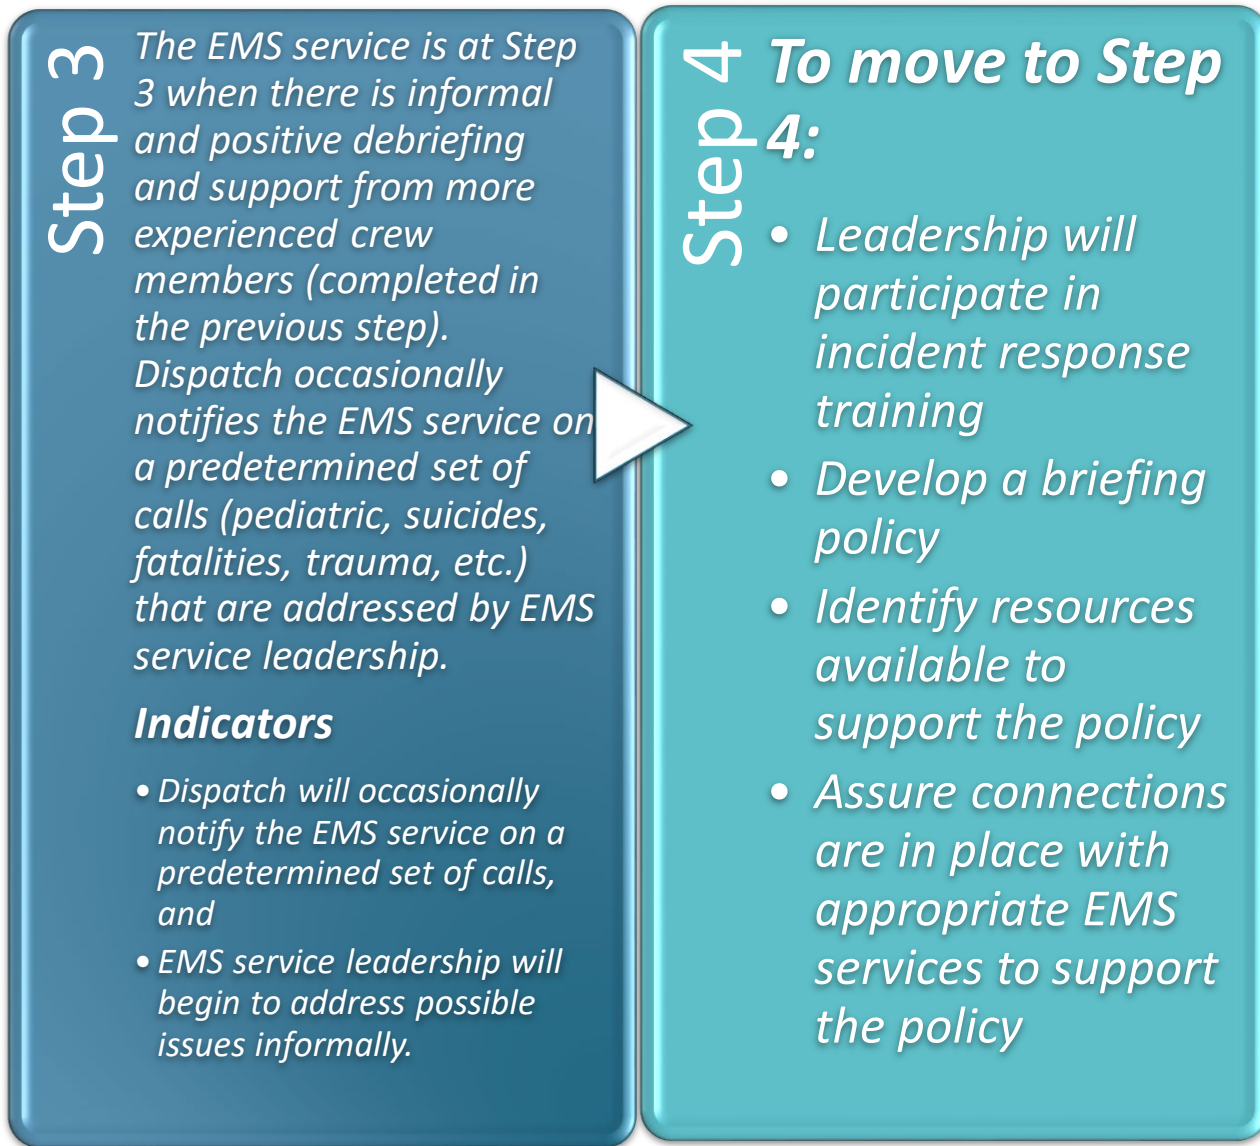 Step 3
The EMS service is at Step
3 when there is informal
and positive debriefing
and support from more
experienced crew
members (completed in
the previous step).
Dispatch occasionally
notifies the EMS service on
a predetermined set of
calls (pediatric, suicides,
fatalities, trauma, etc.)
that are addressed by EMS
service leadership.
Indicators
• Dispatch will occasionally
notify the EMS service on a
predetermined set of calls,
and
• EMS service leadership will
begin to address possible
issues informally.
Step 4
To move to Step
4:
• Leadership will
participate in
incident response
training
• Develop a briefing
policy
• Identify resources
available to
support the policy
• Assure connections
are in place with
appropriate EMS
services to support
the policy